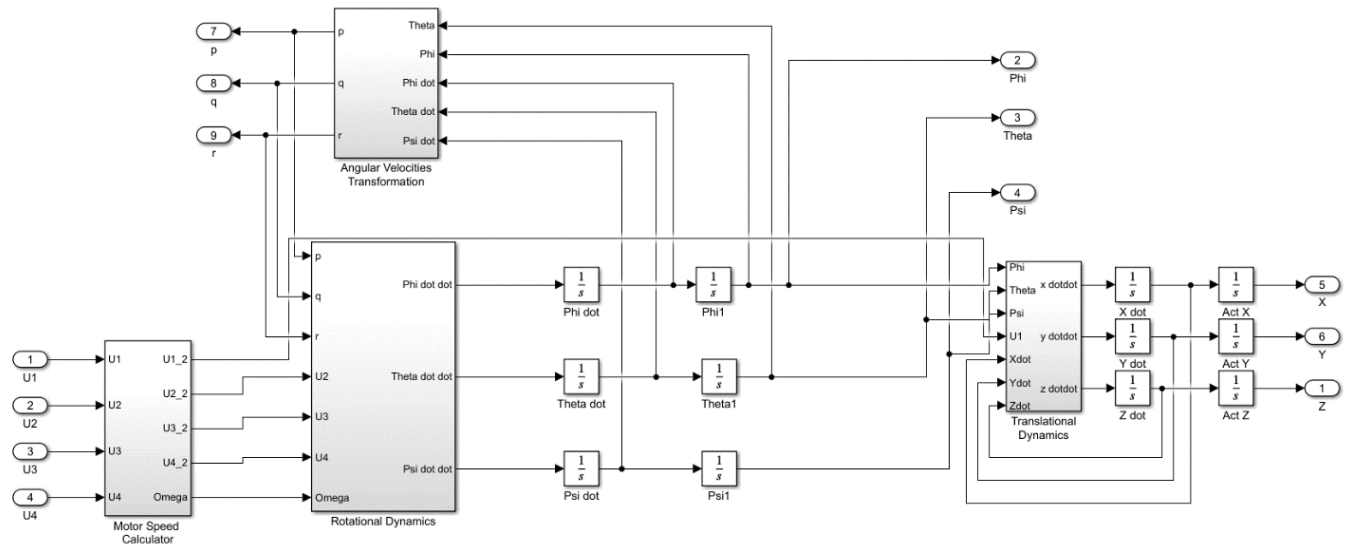 7
p
8
q
9
r
p
q
r
Theta
Phi
Phi dot
Theta dot
Psi dot
Angular Velocities
Transformation
2
Phi
3
Theta
4
Psi
1
U1
2
U2
3
U3
4
U4
U1
U2
U3
U4
U1_2
U2_2
U3_2
U4_2
Omega
Motor Speed
Calculator
p
q
r
U2
U3
U4
Omega
Phi dot dot
Theta dot dot
Psi dot dot
Rotational Dynamics
1
s
Phi dot
1
s
Phi1
1
s
Theta dot
1
s
Theta1
1
s
Psi dot
1
s
Psi1
Phi
Theta
Psi
U1
Xdot
Ydot
Zdot
x dotdot
y dotdot
z dotdot
Translational
Dynamics
1
s
X dot
1
s
Act X
5
X
1
s
Y dot
1
s
Act Y
6
Y
1
s
Z dot
1
s
Act Z
1
Z